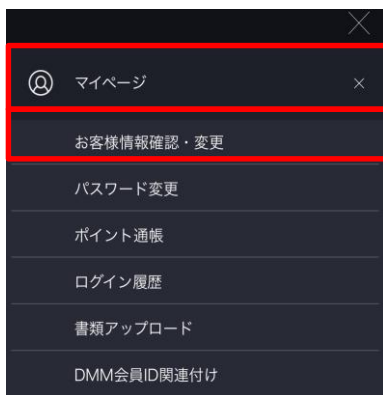 マイページ
お客様情報確認・変更
パスワード変更
ポイント通帳
ログイン履歴
書類アップロード
DMM会員ID関連付け